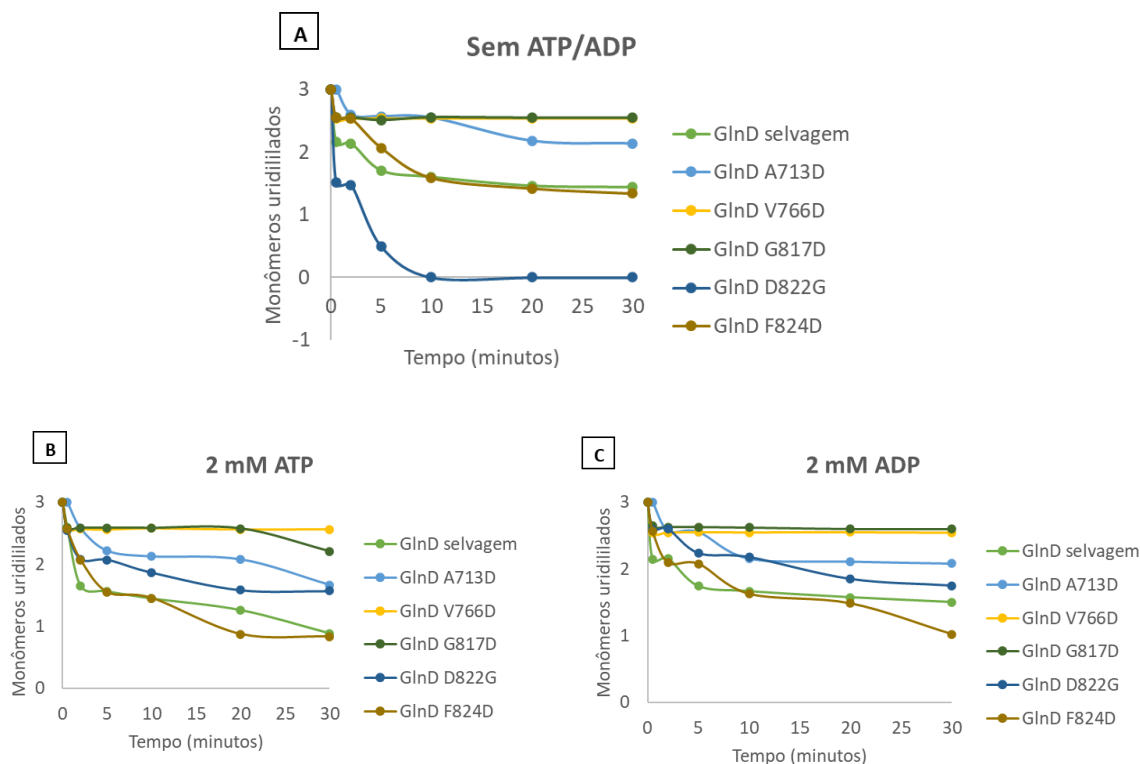 A
Sem ATP/ADP
Monômeros uridililados
3
2
1
0
-1
0 5 10 15 20 25 30
Tempo (minutos)
GlnD selvagem
GlnD A713D
GlnD V766D
GlnD G817D
GlnD D822G
GlnD F824D
B
2 mM ATP
Monômeros uridililados
3
2
1
0
0 5 10 15 20 25 30
Tempo (minutos)
GlnD selvagem
GlnD A713D
GlnD V766D
GlnD G817D
GlnD D822G
GlnD F824D
C
2 mM ADP
Monômeros uridililados
3
2
1
0
0 5 10 15 20 25 30
Tempo (minutos)
GlnD selvagem
GlnD A713D
GlnD V766D
GlnD G817D
GlnD D822G
GlnD F824D